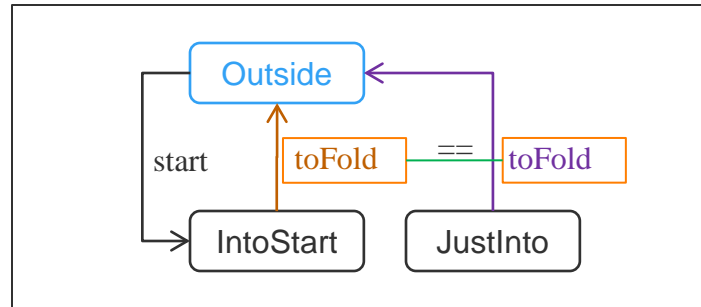 Outside
start
toFold
==
toFold
IntoStart
JustInto